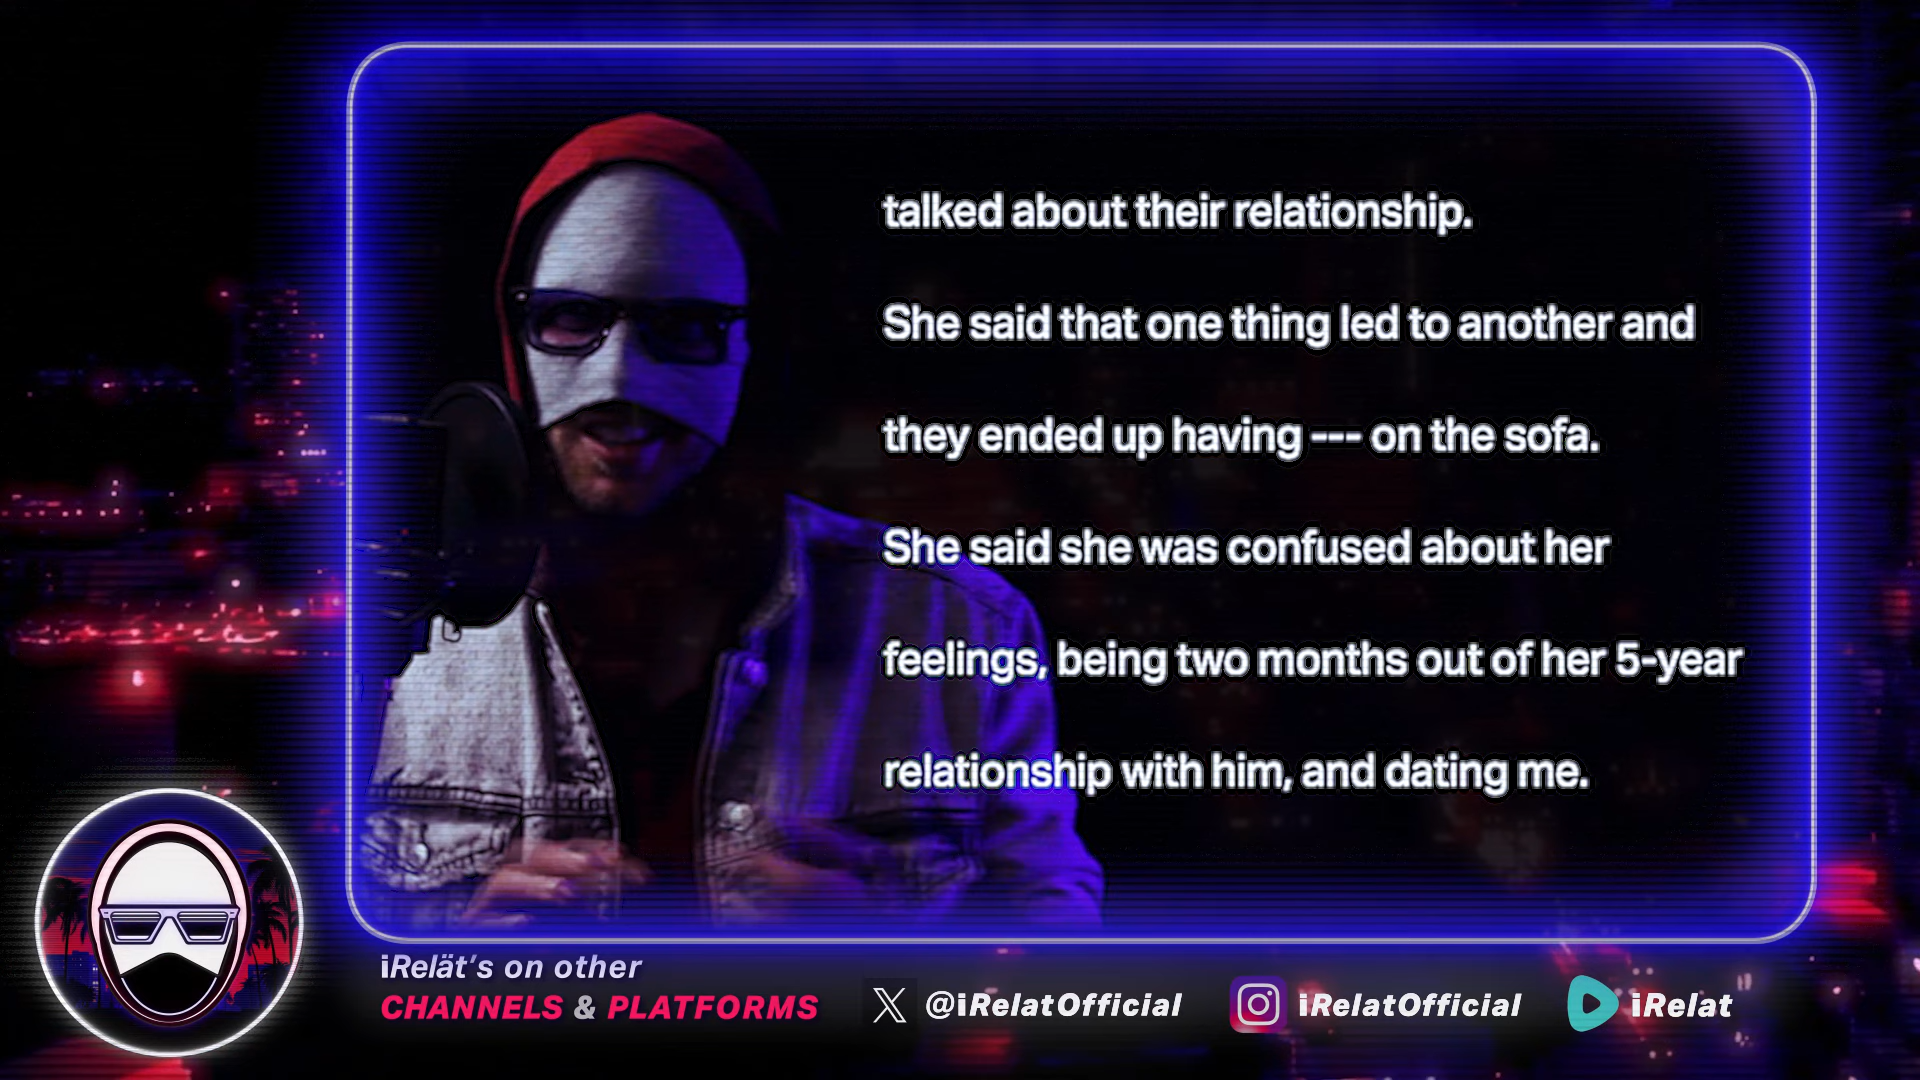 talked about their relationship.
She said that one thing led to another and
they ended up having --- on the sofa.
She said she was confused about her
feelings, being two months out of her 5-year
relationship with him, and dating me.
iRelät's on other
CHANNELS & PLATFORMS
@iRelatOfficial
iRelatOfficial
iRelat